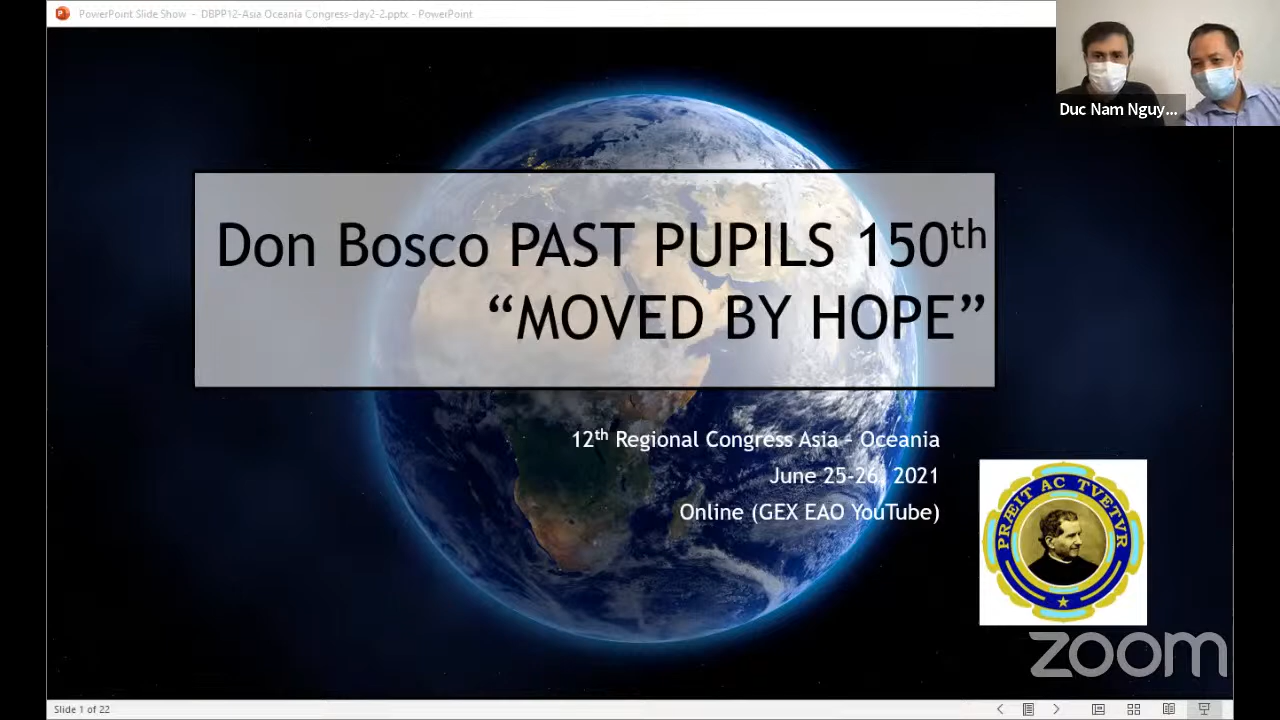 PowerPoint Slide Show - DBPP12-Asia Oceania Congress-day2-2.pptx - PowerPoint
Duc Nam Nguy...
Don Bosco PAST PUPILS 150th
“MOVED BY HOPE”
12th Regional Congress Asia – Oceania
June 25-26, 2021
Online (GEX EAO YouTube)
PRÆIT AC TVETVR
zoom
Slide 1 of 22